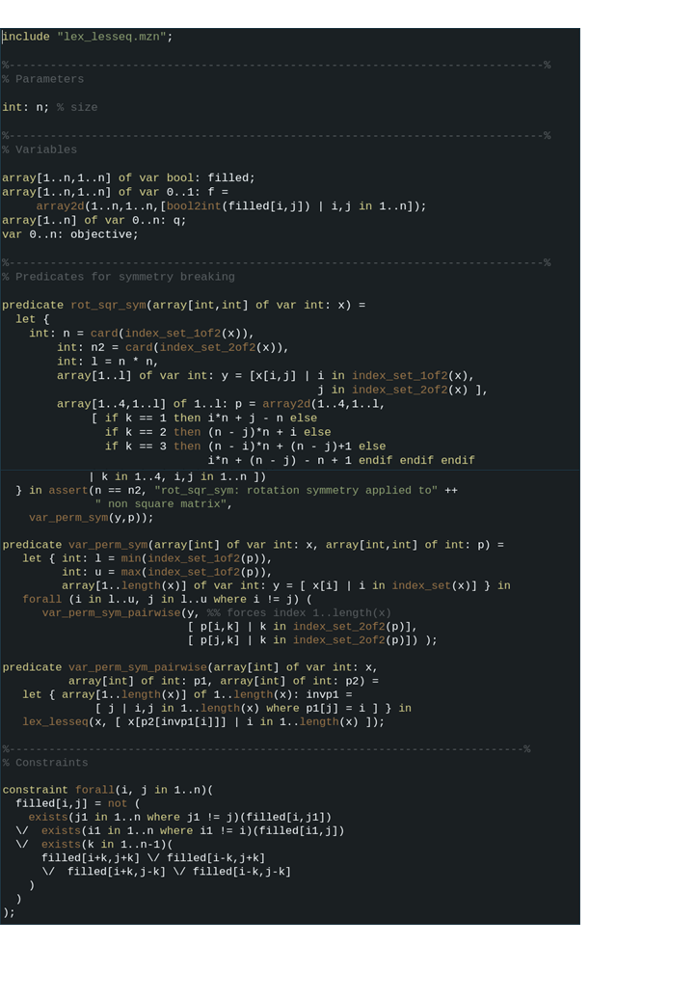 include "lex_lesseq.mzn";
%------------------------------------------------------------------------------%
% Parameters
int: n; % size
%------------------------------------------------------------------------------%
% Variables
array[1..n,1..n] of var bool: filled;
array[1..n,1..n] of var 0..1: f =
     array2d(1..n,1..n,[bool2int(filled[i,j]) | i,j in 1..n]);
array[1..n] of var 0..n: q;
var 0..n: objective;
%------------------------------------------------------------------------------%
% Predicates for symmetry breaking
predicate rot_sqr_sym(array[int,int] of var int: x) =
  let {
    int: n = card(index_set_1of2(x)),
        int: n2 = card(index_set_2of2(x)),
        int: l = n * n,
        array[1..l] of var int: y = [x[i,j] | i in index_set_1of2(x),
                                              j in index_set_2of2(x) ],
        array[1..4,1..l] of 1..l: p = array2d(1..4,1..l,
             [ if k == 1 then i*n + j - n else
               if k == 2 then (n - j)*n + i else
               if k == 3 then (n - i)*n + (n - j)+1 else
                              i*n + (n - j) - n + 1 endif endif endif
             | k in 1..4, i,j in 1..n ])
  } in assert(n == n2, "rot_sqr_sym: rotation symmetry applied to" ++
              " non square matrix",
    var_perm_sym(y,p));
predicate var_perm_sym(array[int] of var int: x, array[int,int] of int: p) =
   let { int: l = min(index_set_1of2(p)),
         int: u = max(index_set_1of2(p)),
         array[1..length(x)] of var int: y = [ x[i] | i in index_set(x)] } in
   forall (i in l..u, j in l..u where i != j) (
      var_perm_sym_pairwise(y, %% forces index 1..length(x)
                            [ p[i,k] | k in index_set_2of2(p)],
                            [ p[j,k] | k in index_set_2of2(p)]) );
predicate var_perm_sym_pairwise(array[int] of var int: x,
          array[int] of int: p1, array[int] of int: p2) =
   let { array[1..length(x)] of 1..length(x): invp1 =
              [ j | i,j in 1..length(x) where p1[j] = i ] } in
   lex_lesseq(x, [ x[p2[invp1[i]]] | i in 1..length(x) ]);
%------------------------------------------------------------------------------%
% Constraints
constraint forall(i, j in 1..n)(
  filled[i,j] = not (
    exists(j1 in 1..n where j1 != j)(filled[i,j1])
  \/  exists(i1 in 1..n where i1 != i)(filled[i1,j])
  \/  exists(k in 1..n-1)(
      filled[i+k,j+k] \/ filled[i-k,j+k]
      \/  filled[i+k,j-k] \/ filled[i-k,j-k]
    )
  )
);